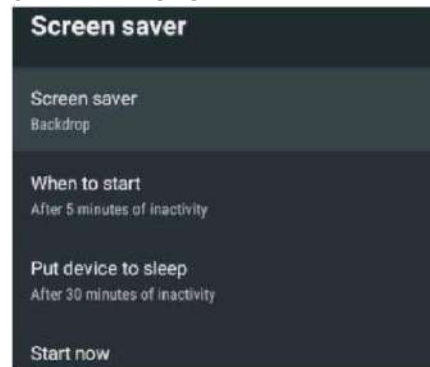 Screen saver
Screen saver
Backdrop
When to start
After 5 minutes of inactivity
Put device to sleep
After 30 minutes of inactivity
Start now